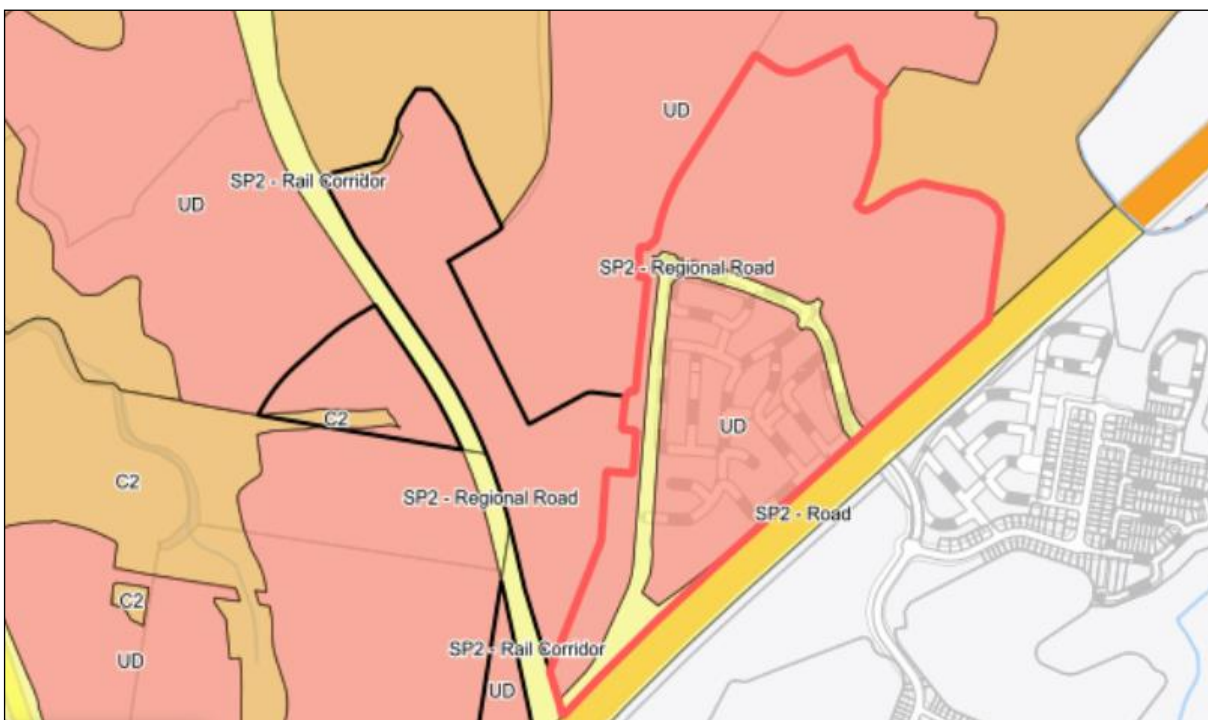 UD
SP2 - Rail Corridor
UD
SP2 - Regional Road
C2
UD
C2
SP2 - Regional Road
SP2 - Road
C2
SP2 - Rail Corridor
UD
UD